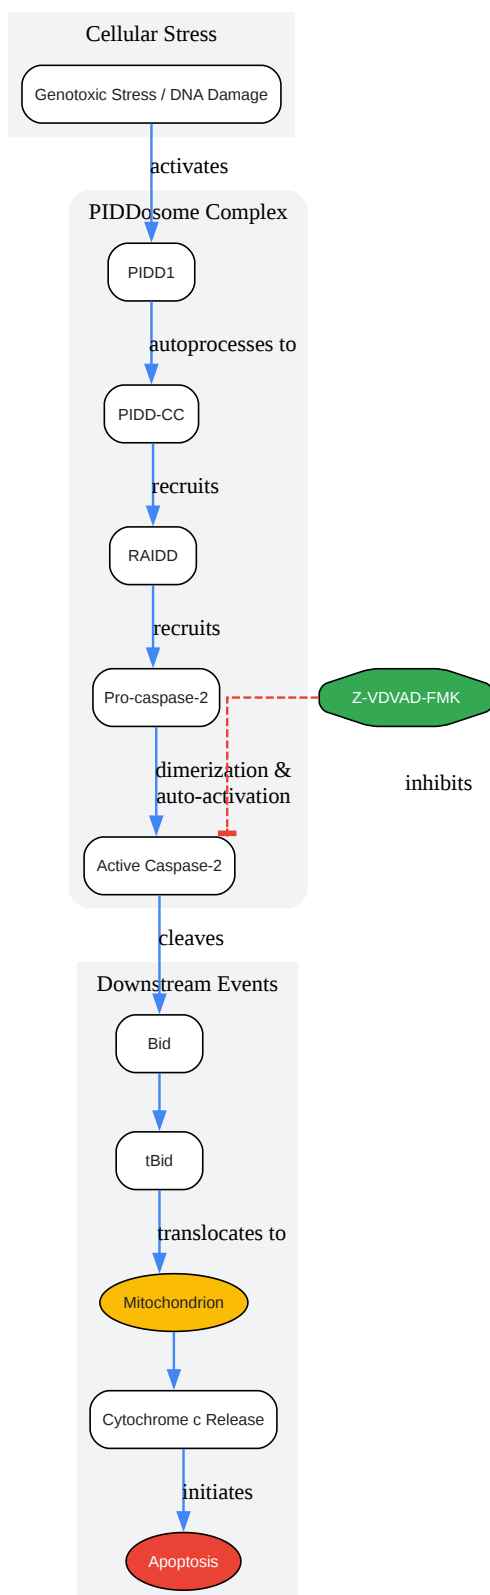 Cellular Stress
Genotoxic Stress / DNA Damage
activates
PIDDosome Complex
PIDD1
autoprocesses to
PIDD-CC
recruits
RAIDD
recruits
Pro-caspase-2
Z-VDVAD-FMK
dimerization &
auto-activation
inhibits
Active Caspase-2
cleaves
Downstream Events
Bid
tBid
translocates to
Mitochondrion
Cytochrome c Release
initiates
Apoptosis